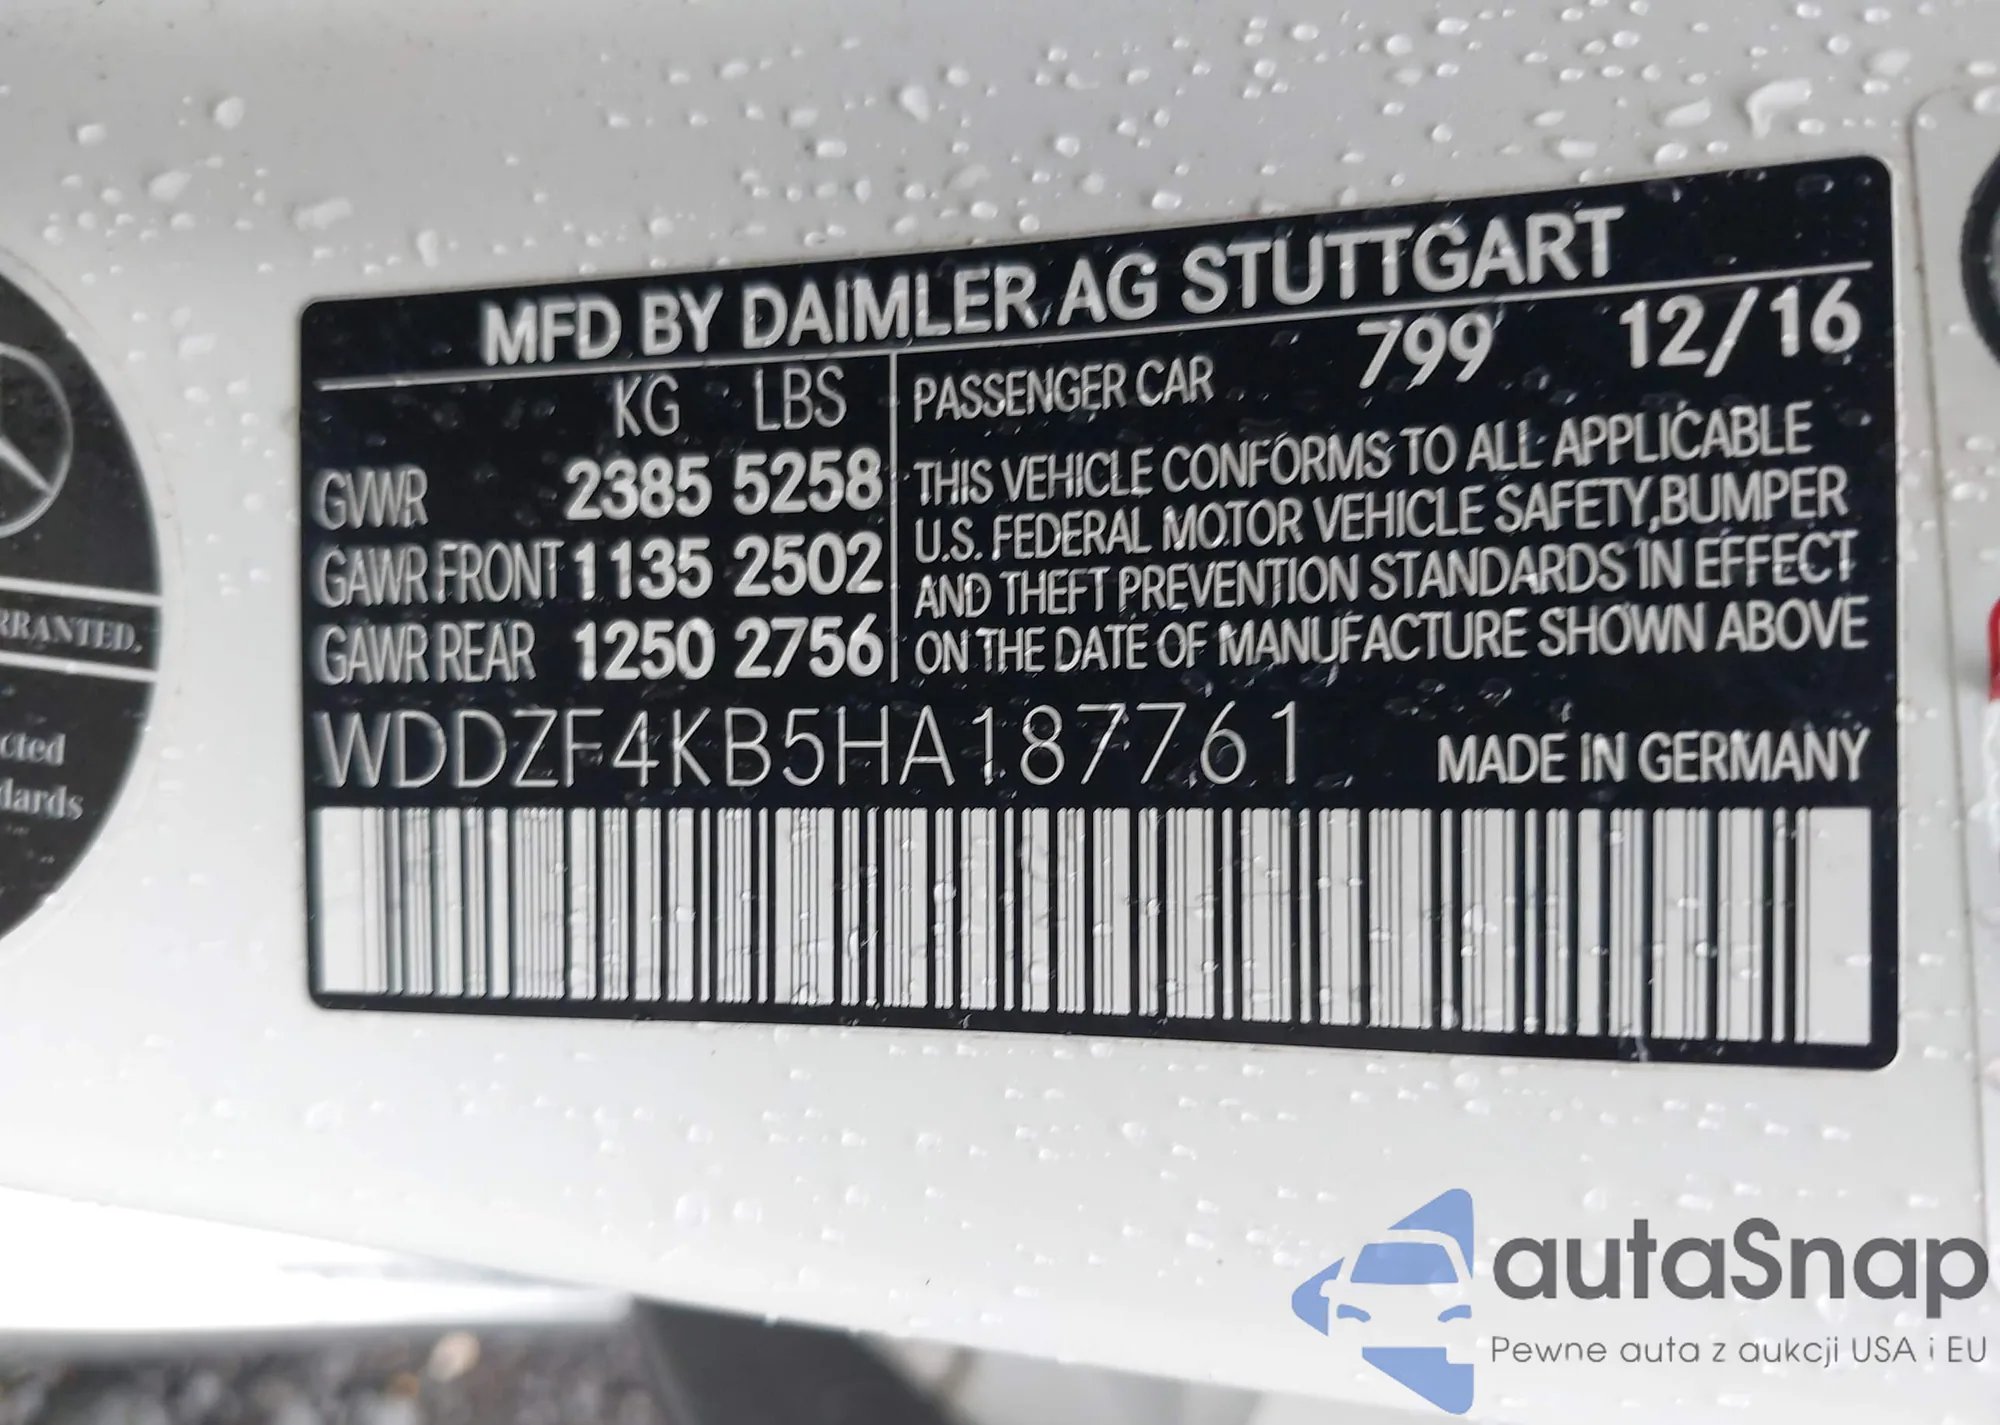 MFD BY DAIMLER AG STUTTGART
KG LBS
GVWR 2385 5258
GAWR FRONT 1135 2502
GAWR REAR 1250 2756
PASSENGER CAR 799 12/16
THIS VEHICLE CONFORMS TO ALL APPLICABLE
U.S. FEDERAL MOTOR VEHICLE SAFETY,BUMPER
AND THEFT PREVENTION STANDARDS IN EFFECT
ON THE DATE OF MANUFACTURE SHOWN ABOVE
WDDZF4KB5HA187761 MADE IN GERMANY
RRANTED.
cted
dards
autaSnap
Pewne auta z aukcji USA i EU